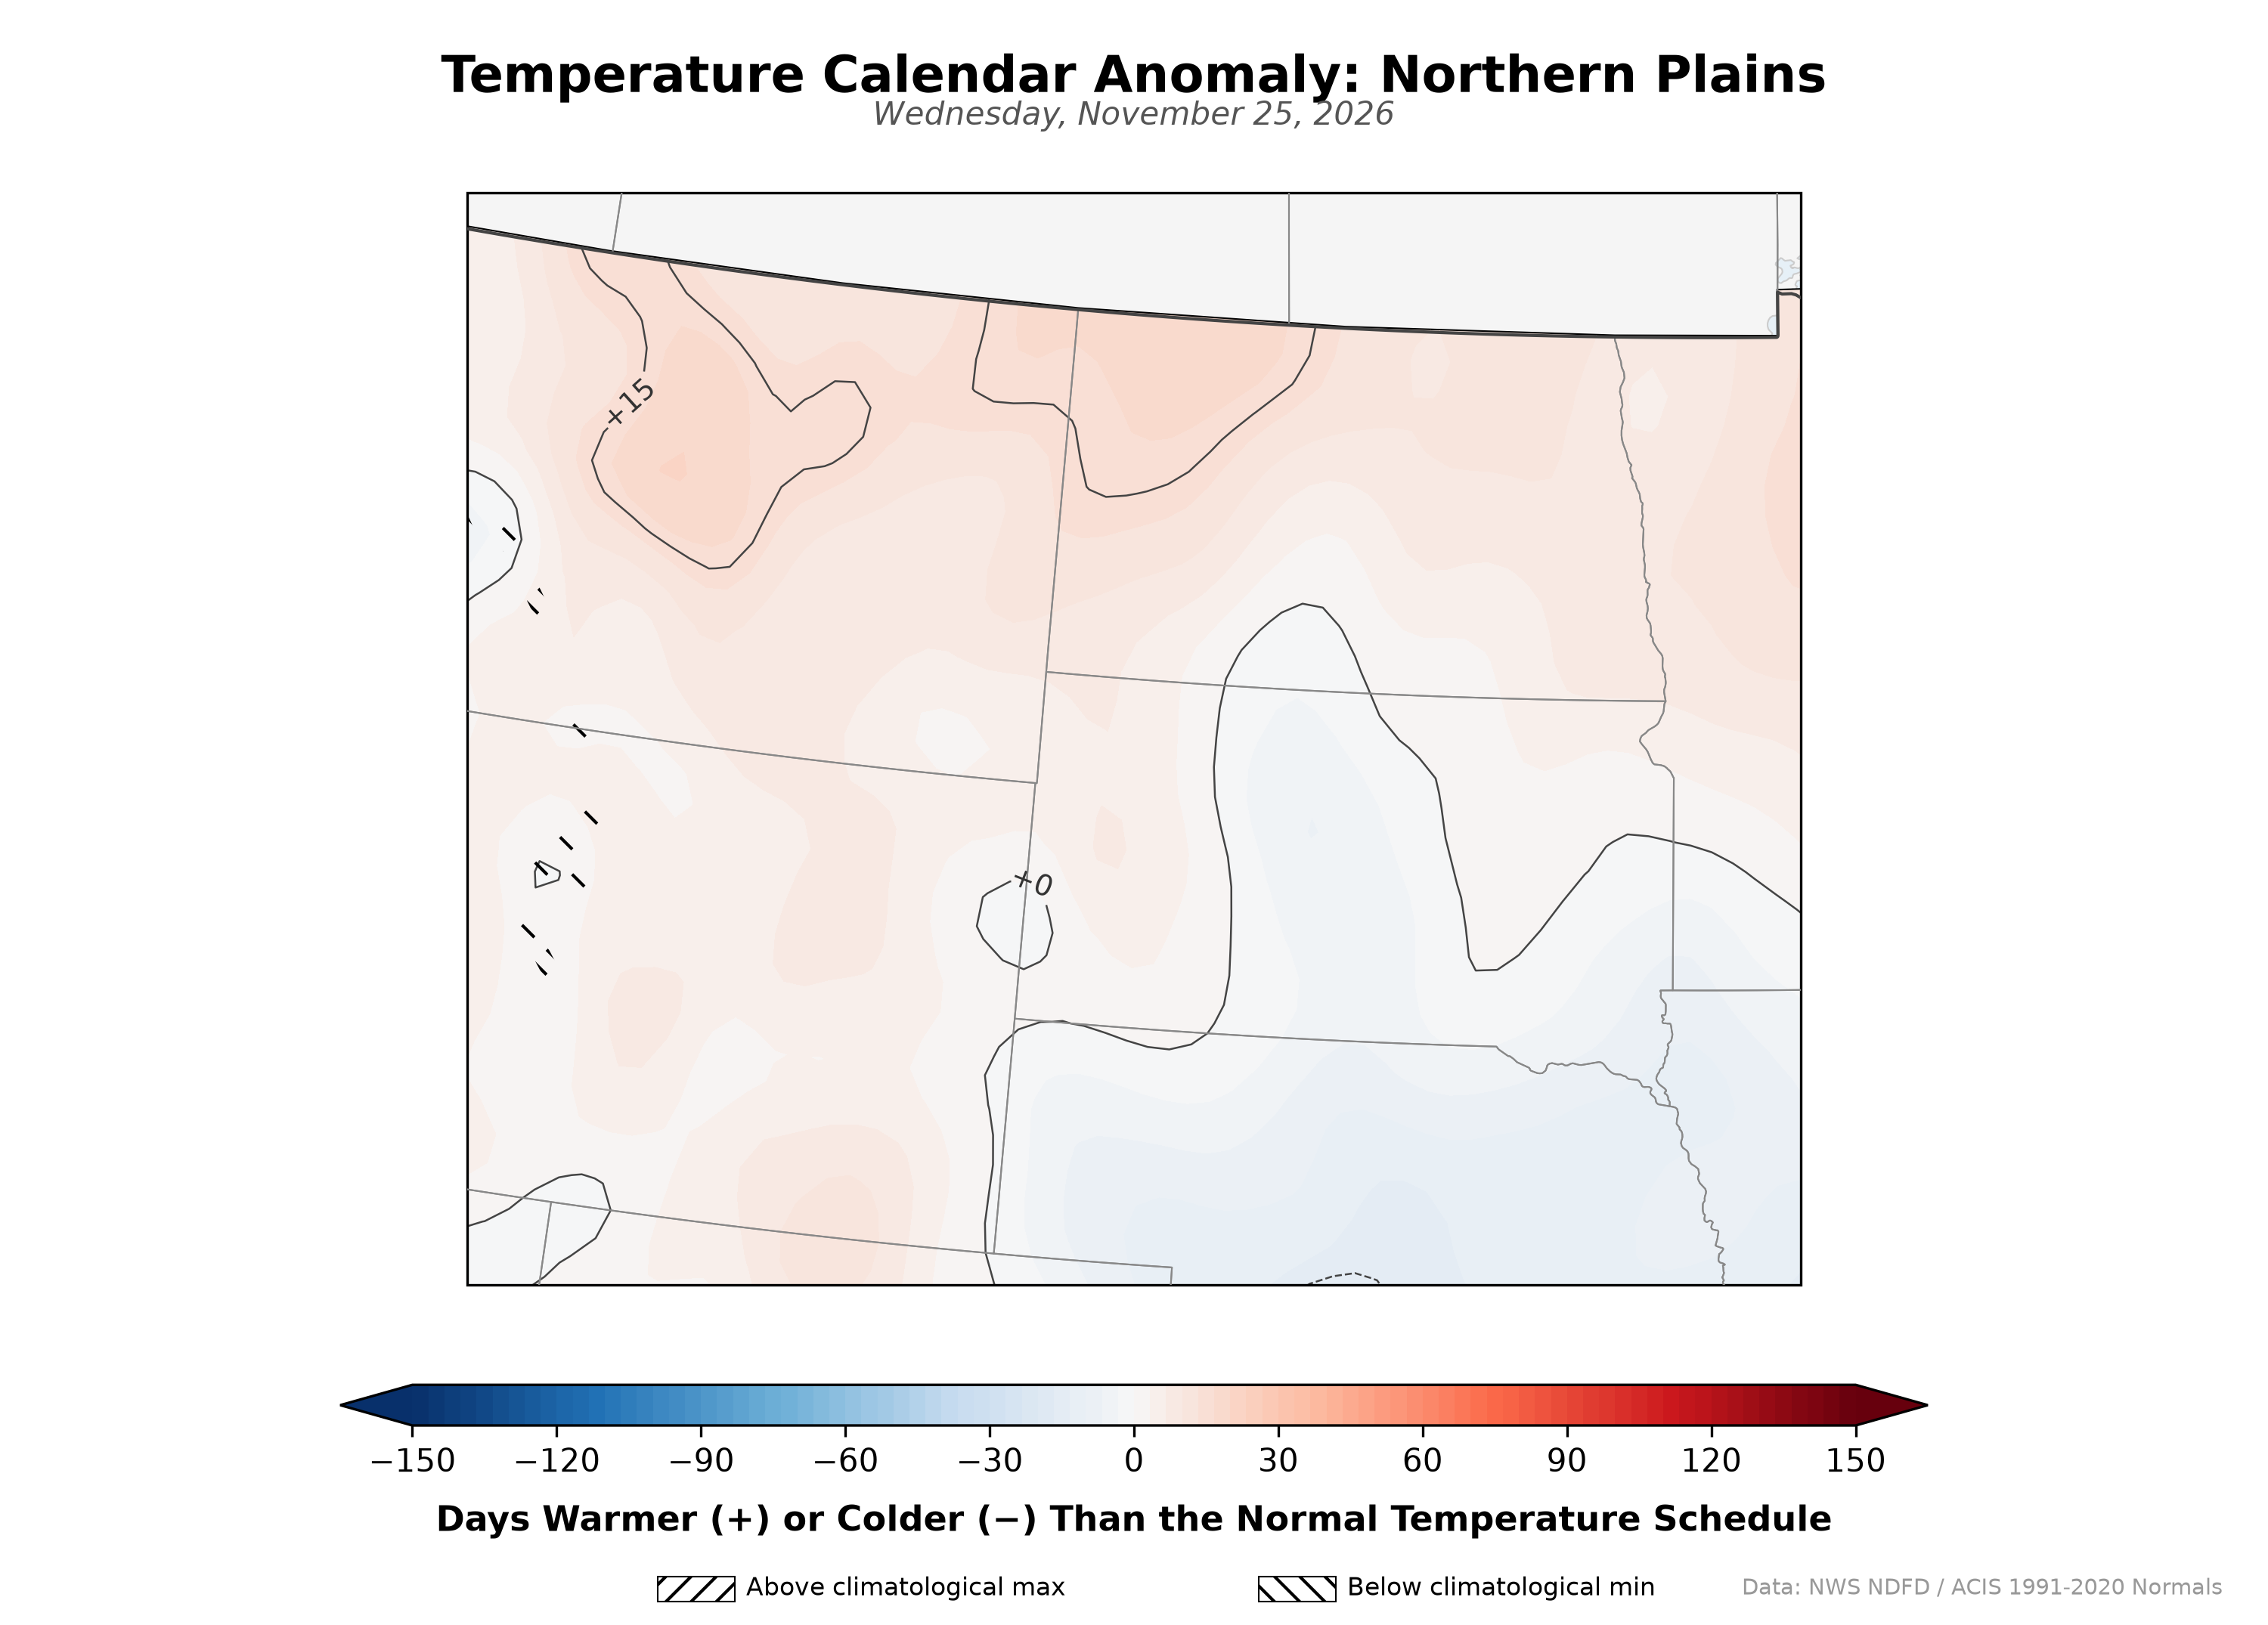 Temperature Calendar Anomaly: Northern Plains
Wednesday, November 25, 2026
+15
+0
−150 −120 −90 −60 −30 0 30 60 90 120 150
Days Warmer (+) or Colder (−) Than the Normal Temperature Schedule
Above climatological max
Below climatological min
Data: NWS NDFD / ACIS 1991-2020 Normals